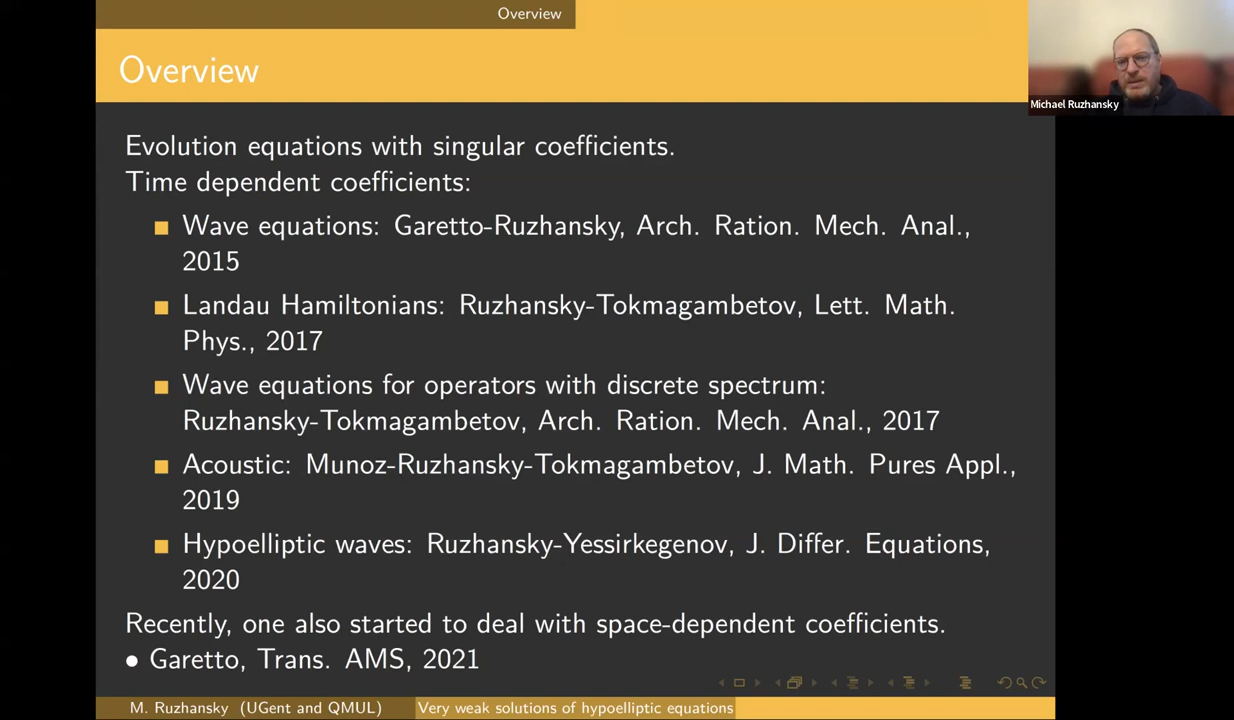 Overview
Overview
Michael Ruzhansky
Evolution equations with singular coefficients.
Time dependent coefficients:
Wave equations: Garetto-Ruzhansky, Arch. Ration. Mech. Anal.,
2015
Landau Hamiltonians: Ruzhansky-Tokmagambetov, Lett. Math.
Phys., 2017
Wave equations for operators with discrete spectrum:
Ruzhansky-Tokmagambetov, Arch. Ration. Mech. Anal., 2017
Acoustic: Munoz-Ruzhansky-Tokmagambetov, J. Math. Pures Appl.,
2019
Hypoelliptic waves: Ruzhansky-Yessirkegenov, J. Differ. Equations,
2020
Recently, one also started to deal with space-dependent coefficients.
• Garetto, Trans. AMS, 2021
M. Ruzhansky (UGent and QMUL) Very weak solutions of hypoelliptic equations